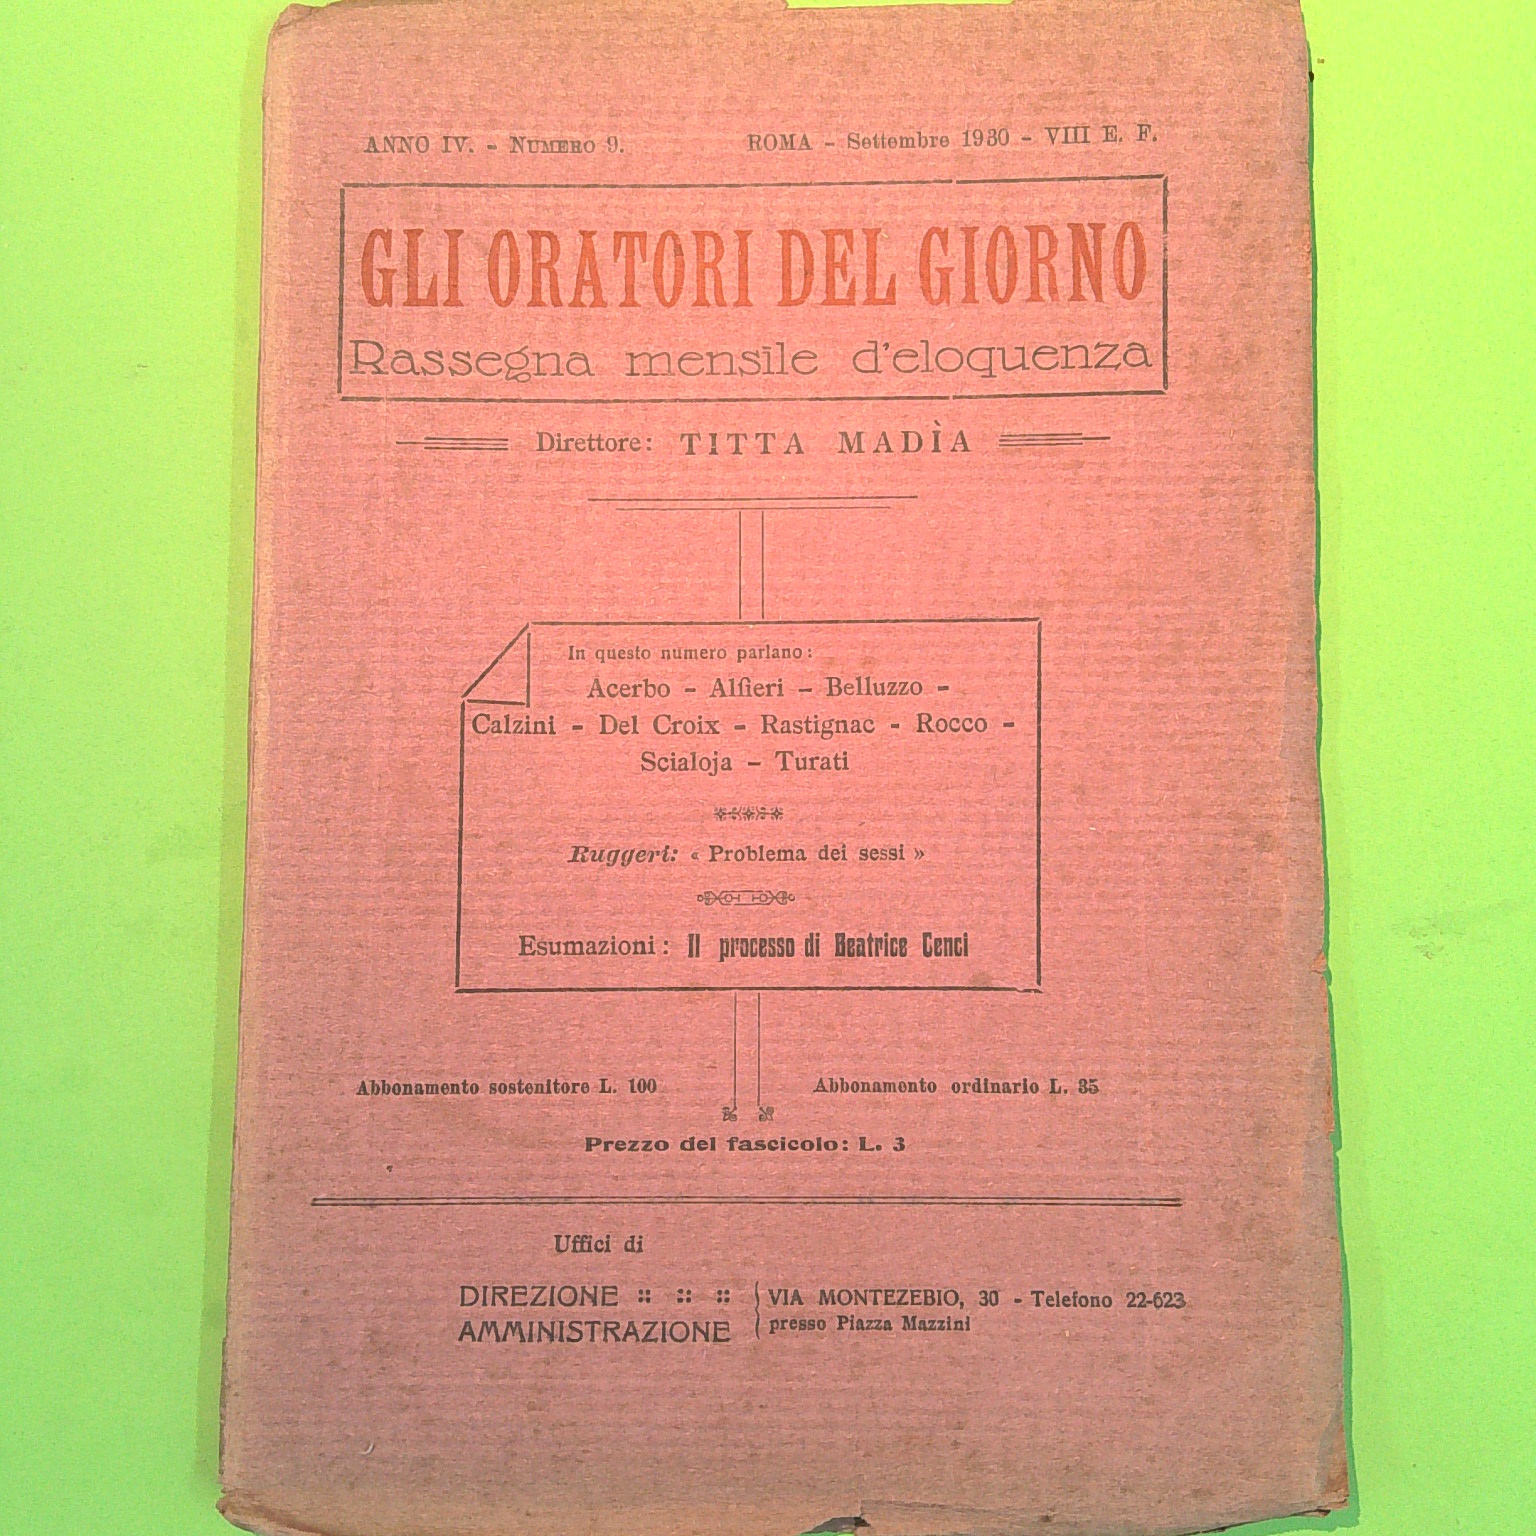 ANNO IV. - NUMERO 9.
ROMA - Settembre 1930 - VIII E. F.
GLI ORATORI DEL GIORNO
Rassegna mensile d'eloquenza
Direttore: TITTA MADÌA
In questo numero parlano:
Acerbo - Alfieri - Belluzzo -
Calzini - Del Croix - Rastignac - Rocco -
Scialoja - Turati
Ruggeri: « Problema dei sessi »
Esumazioni: Il processo di Beatrice Cenci
Abbonamento sostenitore L. 100
Abbonamento ordinario L. 35
Prezzo del fascicolo: L. 3
Uffici di
DIREZIONE :: :: ::
AMMINISTRAZIONE
VIA MONTEZEBIO, 30 - Telefono 22-623
presso Piazza Mazzini